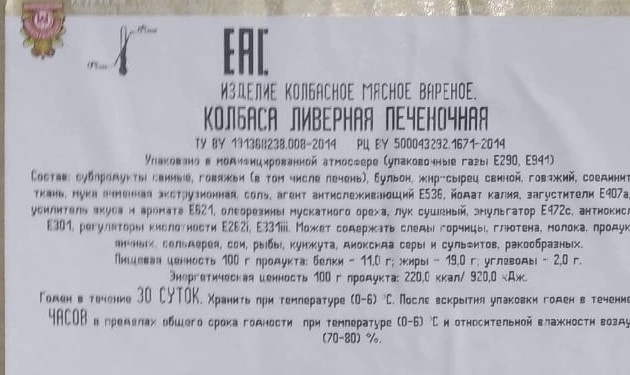 ЕАС
ИЗДЕЛИЕ КОЛБАСНОЕ МЯСНОЕ ВАРЕНОЕ.
КОЛБАСА ЛИВЕРНАЯ ПЕЧЕНОЧНАЯ
ТУ BY 191368238.008-2014 РЦ BY 500043292.1671-2014
Упаковано в модифицированной атмосфере (упаковочные газы Е290, Е941)
Состав: субпродукты свиные, говяжьи (в том числе печень), бульон, жир-сырец свиной, говяжий, соединит
ткань, мука ячменная экструзионная, соль, агент антислеживающий Е536, йодат калия, загустители Е407а,
усилитель вкуса и аромата Е621, олеорезины мускатного ореха, лук сушеный, эмульгатор Е472с, антиокисл
Е301, регуляторы кислотности Е262i, Е331iii. Может содержать следы горчицы, глютена, молока, продук
яичных, сельдерея, сои, рыбы, кунжута, диоксида серы и сульфитов, ракообразных.
Пищевая ценность 100 г продукта: белки - 11,0 г; жиры - 19,0 г; углеводы - 2,0 г.
Энергетическая ценность 100 г продукта: 220,0 ккал/ 920,0 кДж.
Годен в течение 30 СУТОК. Хранить при температуре (0-6) °С. После вскрытия упаковки годен в течение
ЧАСОВ в пределах общего срока годности при температуре (0-6) °С и относительной влажности возду
(70-80) %.